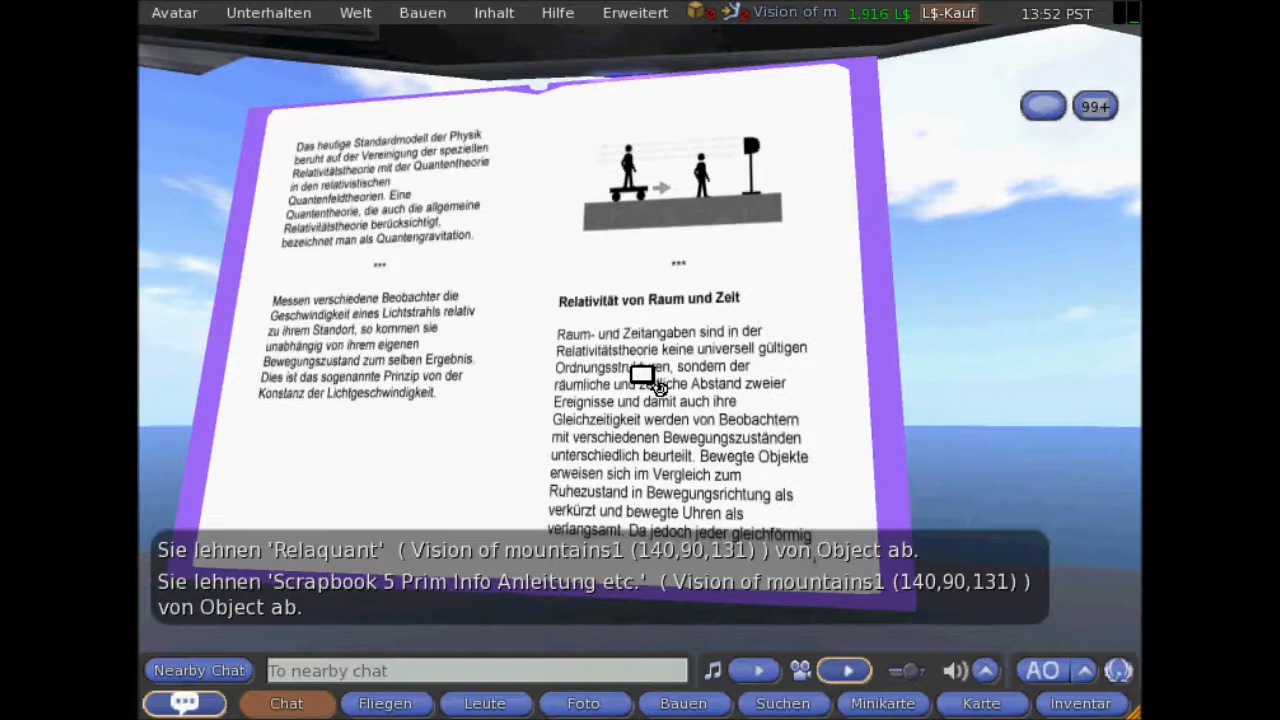 Avatar Unterhalten Welt Bauen Inhalt Hilfe Erweitert Vision of m 1,916 L$ L$-Kauf 13:52 PST
99+
Das heutige Standardmodell der Physik
beruht auf der Vereinigung der speziellen
Relativitätstheorie mit der Quantentheorie
in den relativistischen
Quantenfeldtheorien. Eine
Quantentheorie, die auch die allgemeine
Relativitätstheorie berücksichtigt,
bezeichnet man als Quantengravitation.
***
Messen verschiedene Beobachter die
Geschwindigkeit eines Lichtstrahls relativ
zu ihrem Standort, so kommen sie
unabhängig von ihrem eigenen
Bewegungszustand zum selben Ergebnis.
Dies ist das sogenannte Prinzip von der
Konstanz der Lichtgeschwindigkeit.
***
Relativität von Raum und Zeit
Raum- und Zeitangaben sind in der
Relativitätstheorie keine universell gültigen
sondern der
räumliche und Abstand zweier
Ereignisse und damit auch ihre
Gleichzeitigkeit werden von Beobachtern
mit verschiedenen Bewegungszuständen
unterschiedlich beurteilt. Bewegte Objekte
erweisen sich im Vergleich zum
Ruhezustand in Bewegungsrichtung als
verkürzt und bewegte Uhren als
verlangsamt. Da jedoch jeder gleichförmig
Sie lehnen 'Relaquant' ( Vision of mountains1 (140,90,131) ) von Object ab.
Sie lehnen 'Scrapbook 5 Prim Info Anleitung etc.' ( Vision of mountains1 (140,90,131) )
von Object ab.
Nearby Chat To nearby chat AO
Chat Fliegen Leute Foto Bauen Suchen Minikarte Karte Inventar